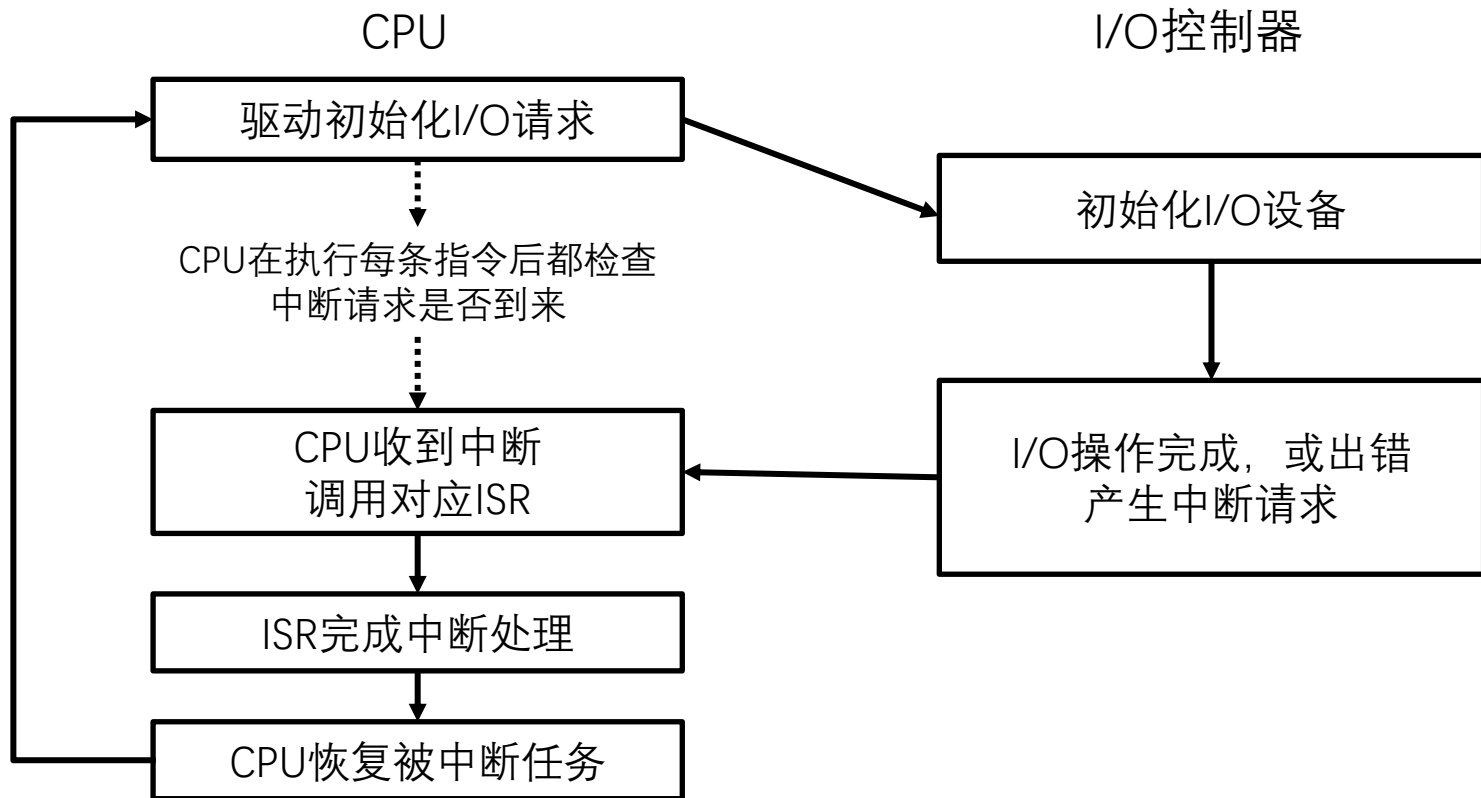 CPU
I/O控制器
驱动初始化I/O请求
初始化I/O设备
CPU在执行每条指令后都检查
中断请求是否到来
CPU收到中断
调用对应ISR
I/O操作完成，或出错
产生中断请求
ISR完成中断处理
CPU恢复被中断任务